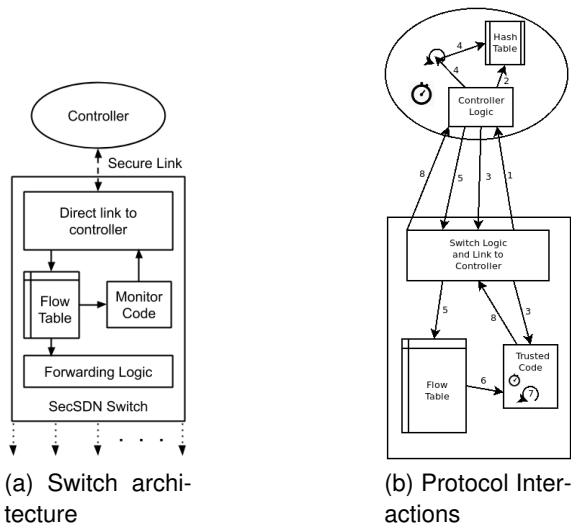 Controller
Secure Link
Direct link to
controller
Flow
Table
Monitor
Code
Forwarding Logic
SecSDN Switch
(a) Switch archi-
tecture
Hash
Table
4
4
2
Controller
Logic
8
5
3
1
Switch Logic
and Link to
Controller
5
8
3
Flow
Table
6
Trusted
Code
7
(b) Protocol Inter-
actions